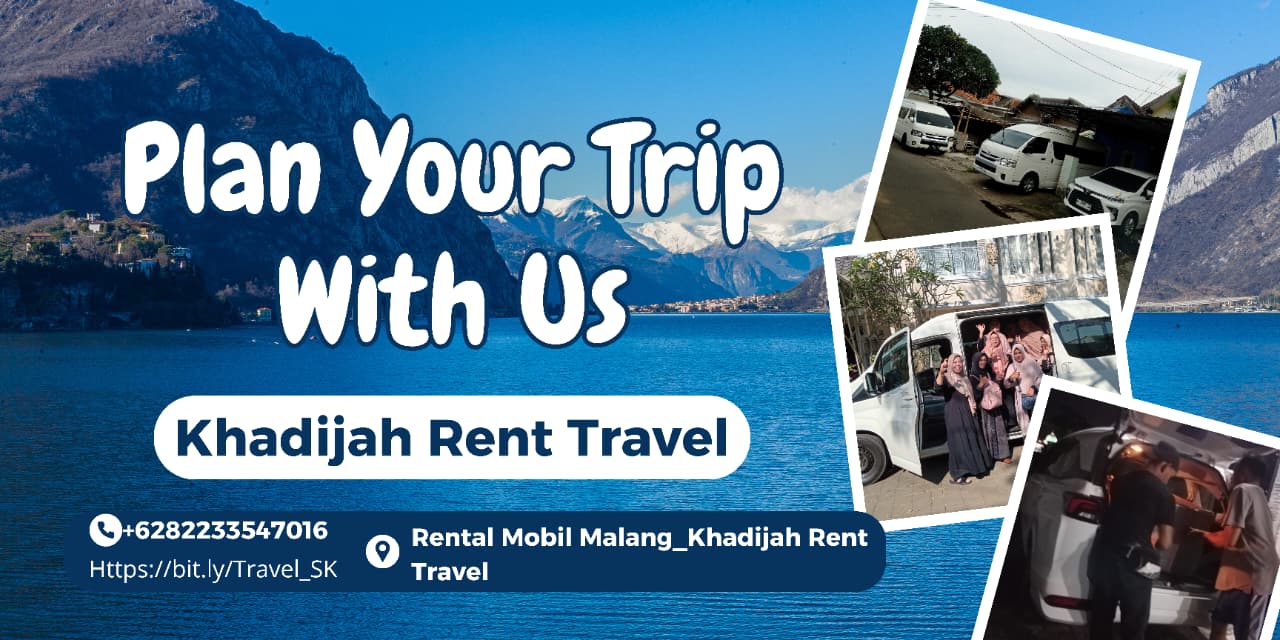 Plan Your Trip
With Us
Khadijah Rent Travel
+6282233547016
Https://bit.ly/Travel_SK
Rental Mobil Malang_Khadijah Rent
Travel